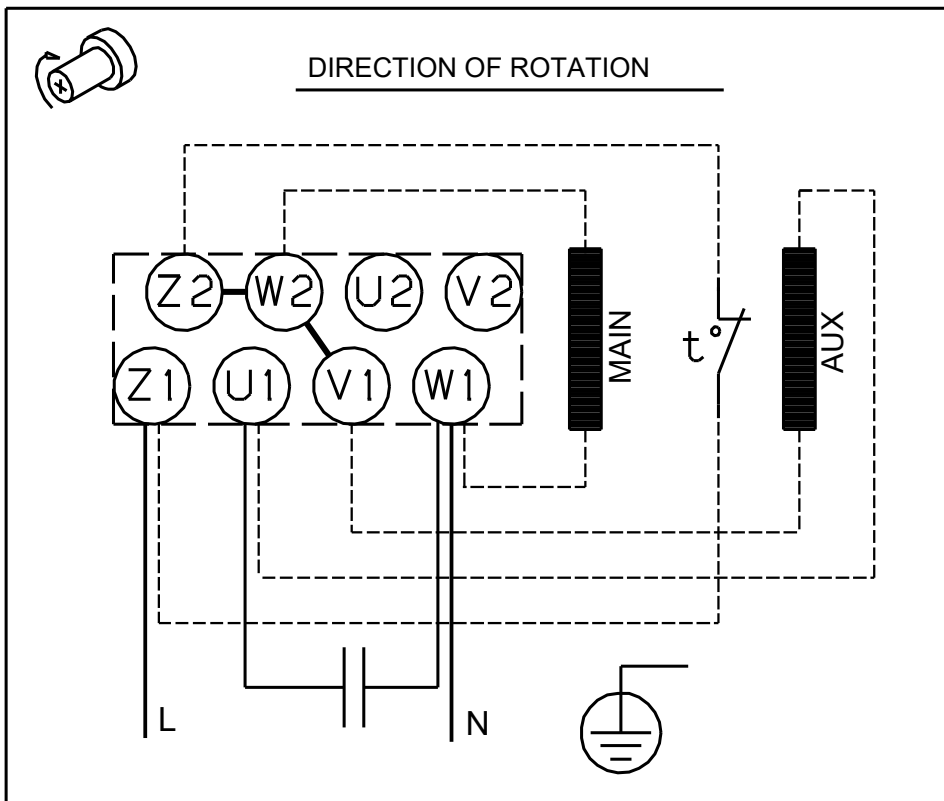 DIRECTION OF ROTATION
Z2 W2 U2 V2
Z1 U1 V1 W1
MAIN
t°
AUX
L
N